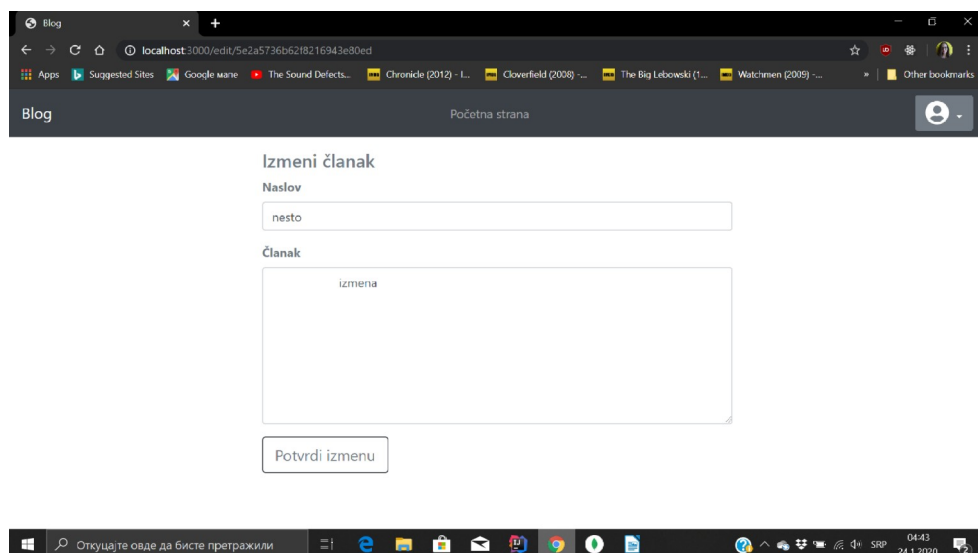 Blog
localhost:3000/edit/5e2a5736b62f8216943e80ed
Apps Suggested Sites Google мапе The Sound Defects... Chronicle (2012) - I... Cloverfield (2008) -... The Big Lebowski (1... Watchmen (2009) -... » Other bookmarks
Blog Početna strana
Izmeni članak
Naslov
nesto
Članak
izmena
Potvrdi izmenu
Откуцајте овде да бисте претражили SRP 04:43
24.1.2020